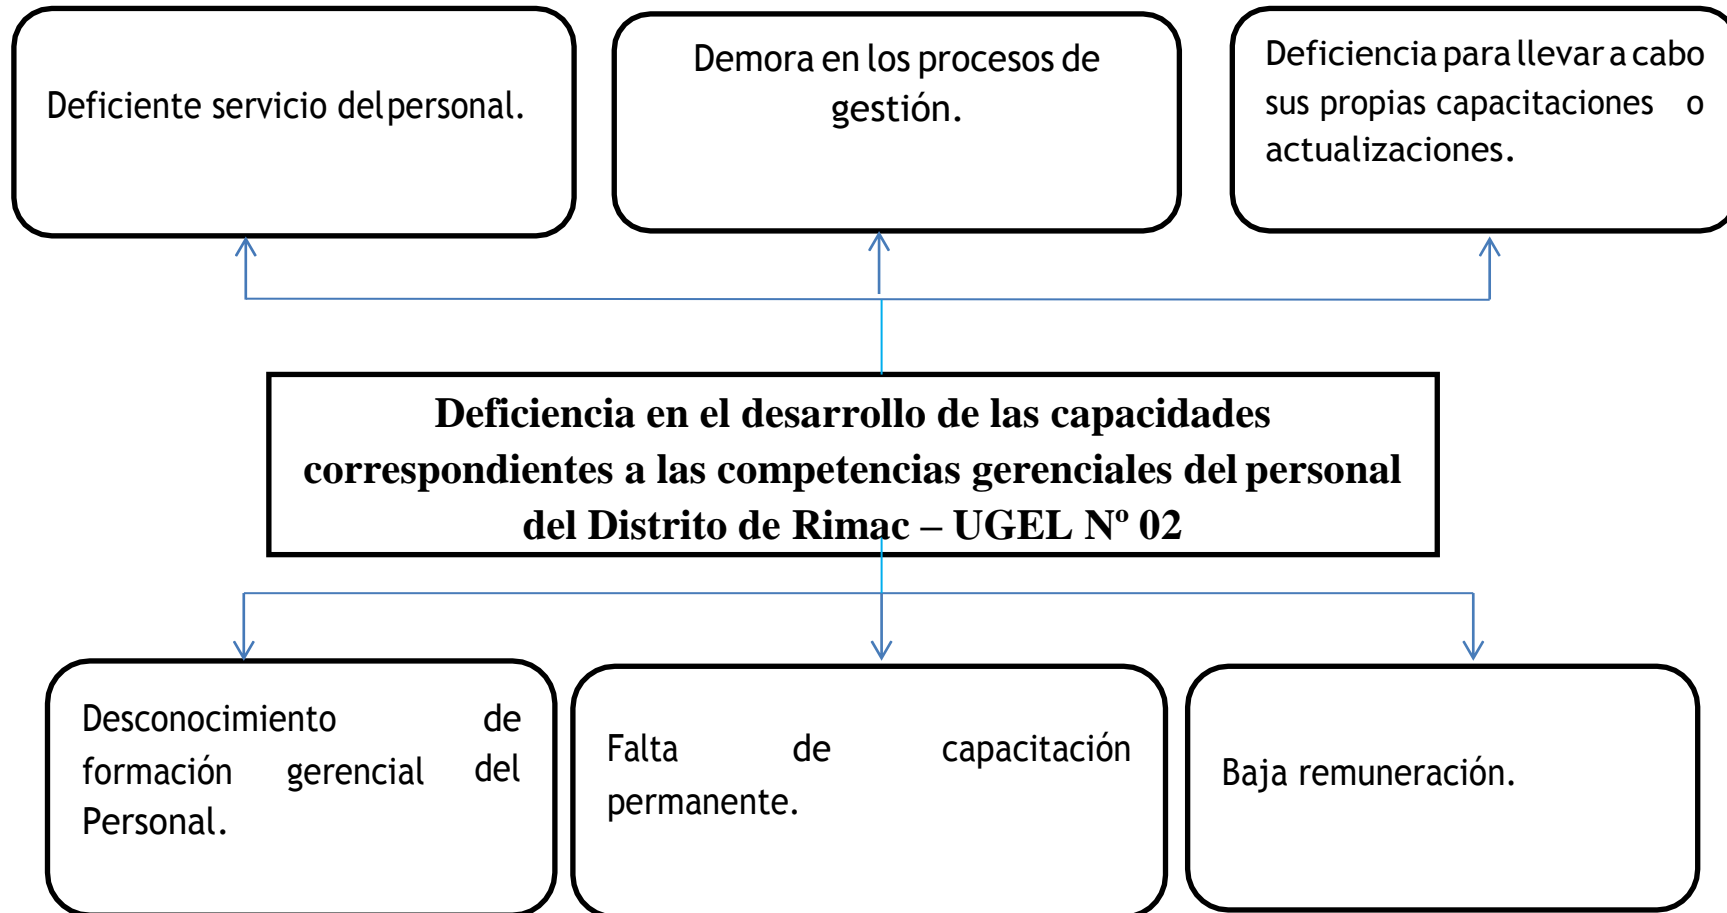 Deficiente servicio del personal.
Demora en los procesos de
gestión.
Deficiencia para llevar a cabo
sus propias capacitaciones o
actualizaciones.
Deficiencia en el desarrollo de las capacidades
correspondientes a las competencias gerenciales del personal
del Distrito de Rimac – UGEL Nº 02
Desconocimiento de
formación gerencial del
Personal.
Falta de capacitación
permanente.
Baja remuneración.